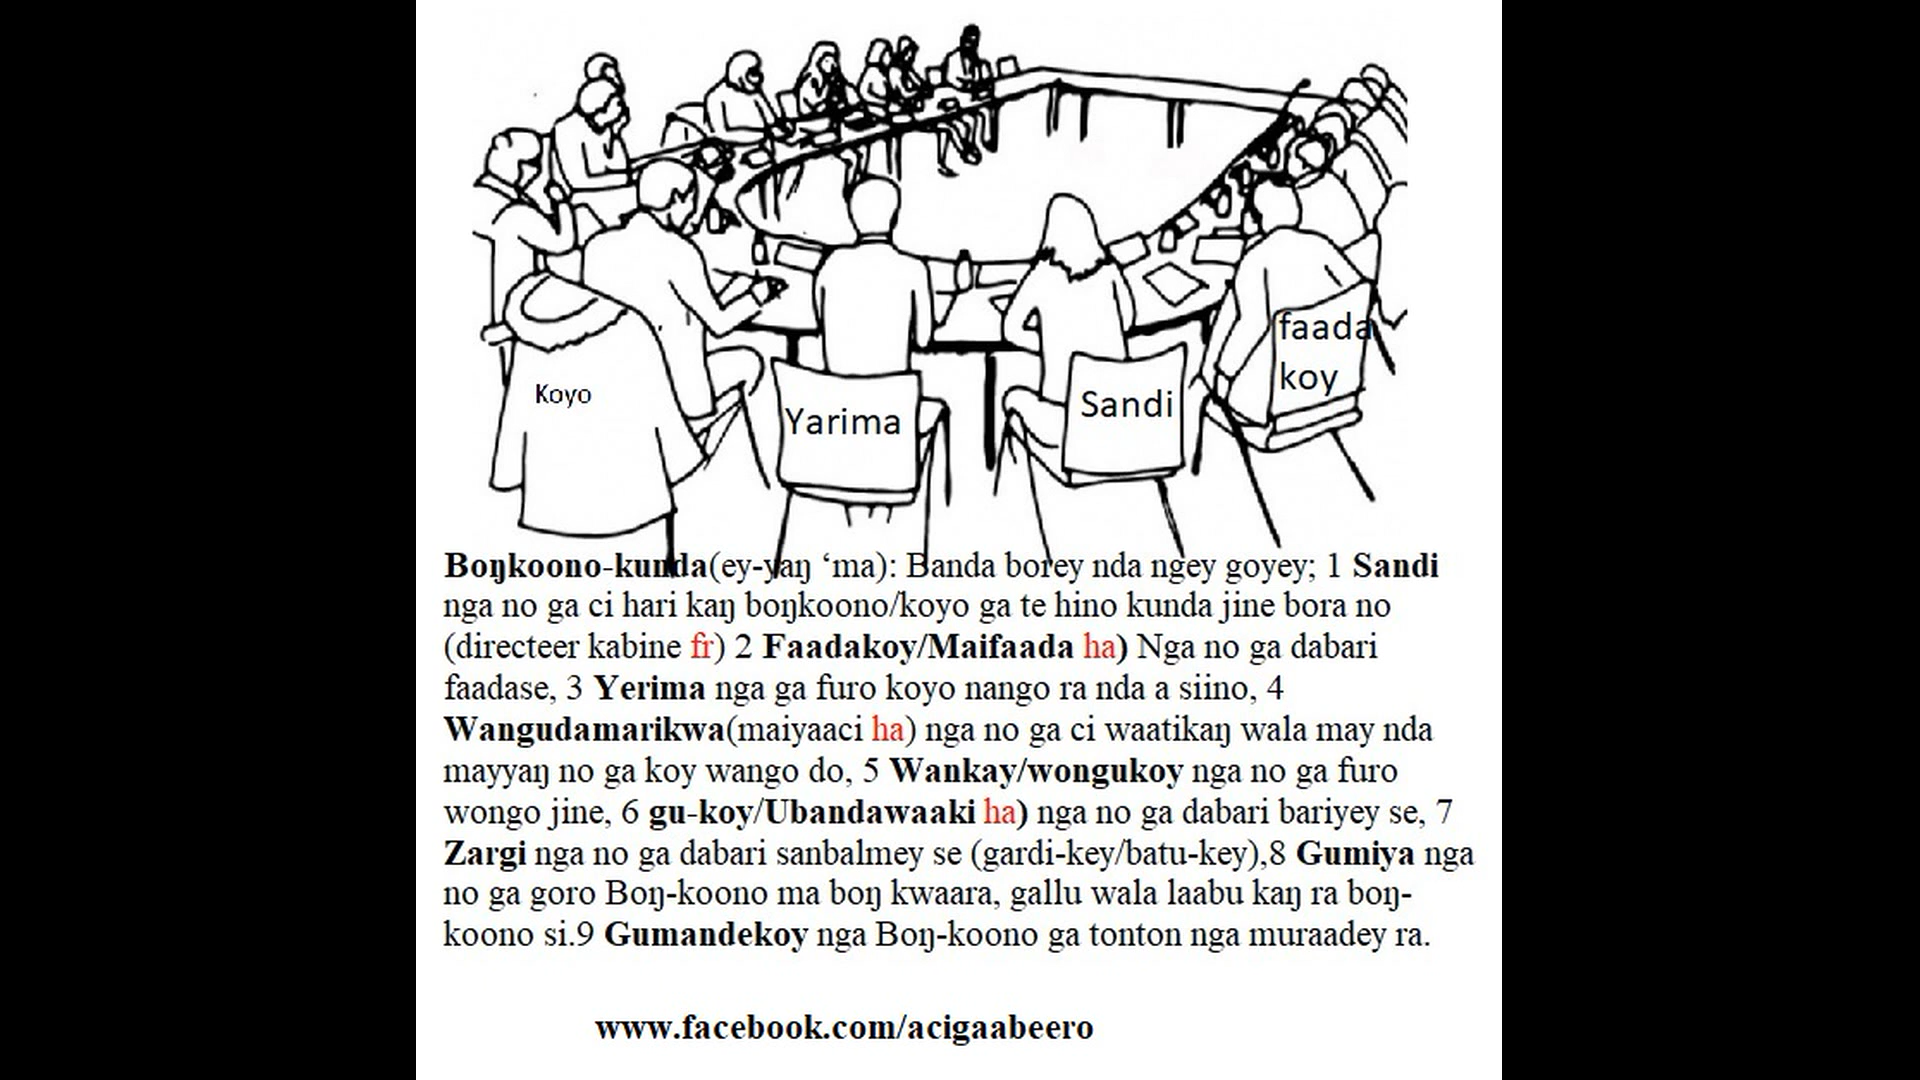 faada
koy
Koyo
Yarima
Sandi
Boŋkoono-kunda(ey-yaŋ ‘ma): Banda borey nda ngey goyey; 1 Sandi
nga no ga ci hari kaŋ boŋkoono/koyo ga te hino kunda jine bora no
(directeer kabine fr) 2 Faadakoy/Maifaada ha) Nga no ga dabari
faadase, 3 Yerima nga ga furo koyo nango ra nda a siino, 4
Wangudamarikwa(maiyaaci ha) nga no ga ci waatikaŋ wala may nda
mayyaŋ no ga koy wango do, 5 Wankay/wongukoy nga no ga furo
wongo jine, 6 gu-koy/Ubandawaaki ha) nga no ga dabari bariyey se, 7
Zargi nga no ga dabari sanbalmey se (gardi-key/batu-key),8 Gumiya nga
no ga goro Boŋ-koono ma boŋ kwaara, gallu wala laabu kaŋ ra boŋ-
koono si.9 Gumandekoy nga Boŋ-koono ga tonton nga muraadey ra.
www.facebook.com/acigaabeero